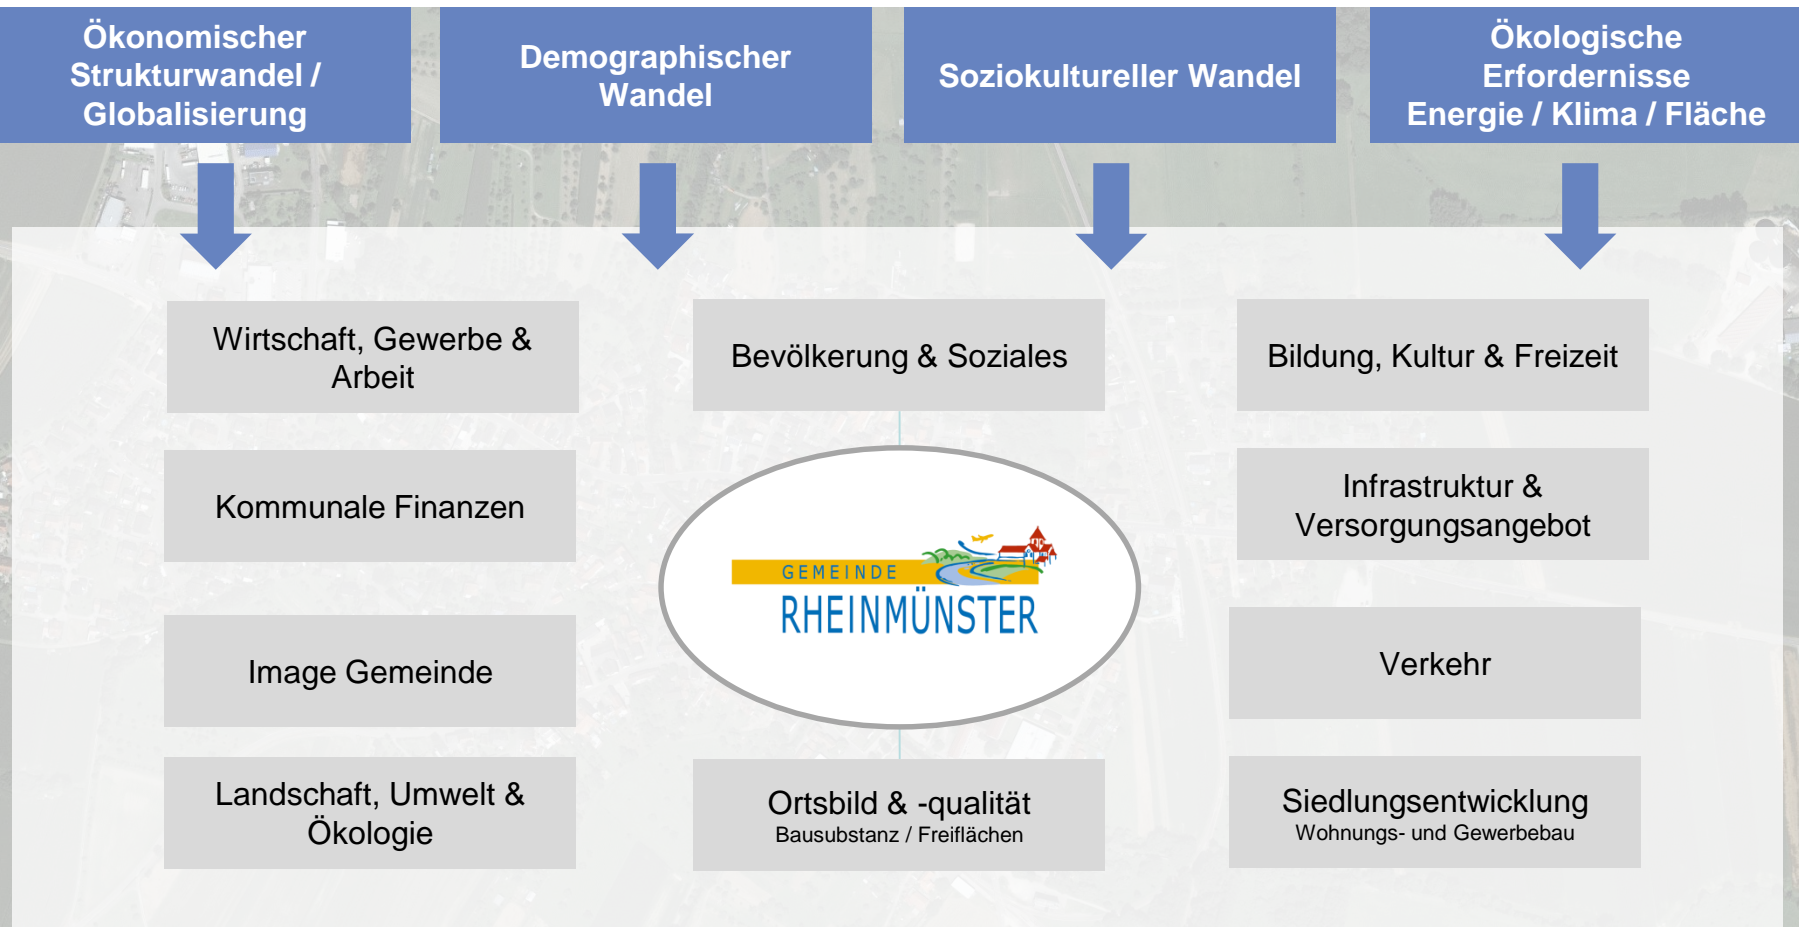 Ökonomischer
Strukturwandel /
Globalisierung
Demographischer
Wandel
Soziokultureller Wandel
Ökologische
Erfordernisse
Energie / Klima / Fläche
Wirtschaft, Gewerbe &
Arbeit
Bevölkerung & Soziales
Bildung, Kultur & Freizeit
Kommunale Finanzen
Infrastruktur &
Versorgungsangebot
GEMEINDE
RHEINMÜNSTER
Image Gemeinde
Verkehr
Landschaft, Umwelt &
Ökologie
Ortsbild & -qualität
Bausubstanz / Freiflächen
Siedlungsentwicklung
Wohnungs- und Gewerbebau